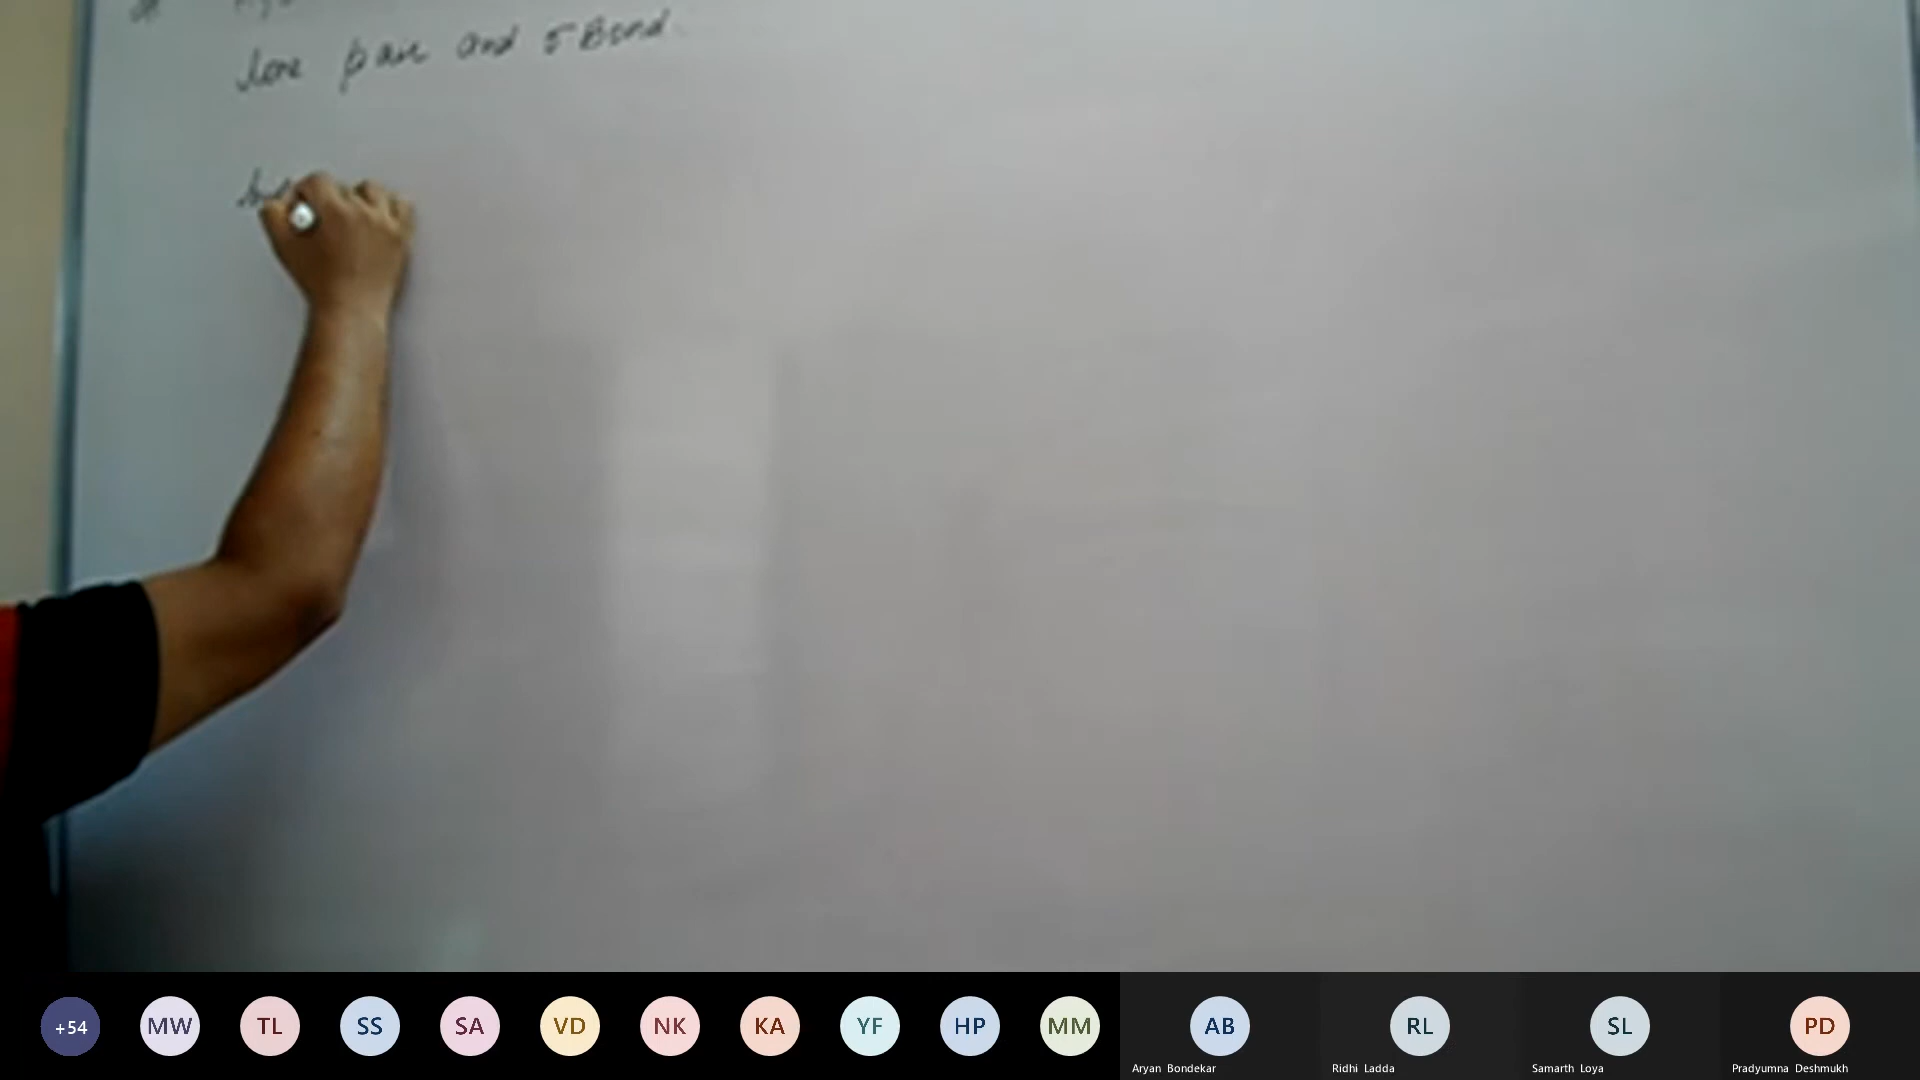 lone pair and σ Bond.
+54 MW TL SS SA VD NK KA YF HP MM AB RL SL PD
Aryan Bondekar Ridhi Ladda Samarth Loya Pradyumna Deshmukh